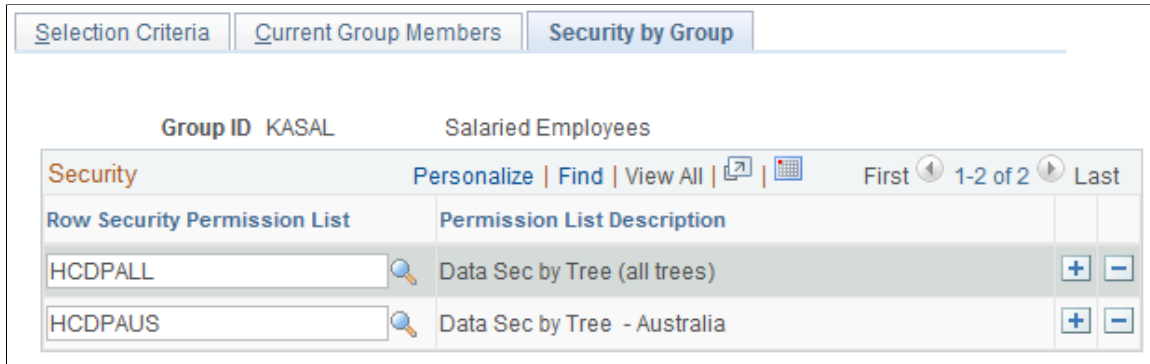 Selection Criteria Current Group Members Security by Group
Group ID KASAL Salaried Employees
Security Personalize | Find | View All | | First 1-2 of 2 Last
Row Security Permission List Permission List Description
HCDPALL Data Sec by Tree (all trees)
HCDPAUS Data Sec by Tree - Australia